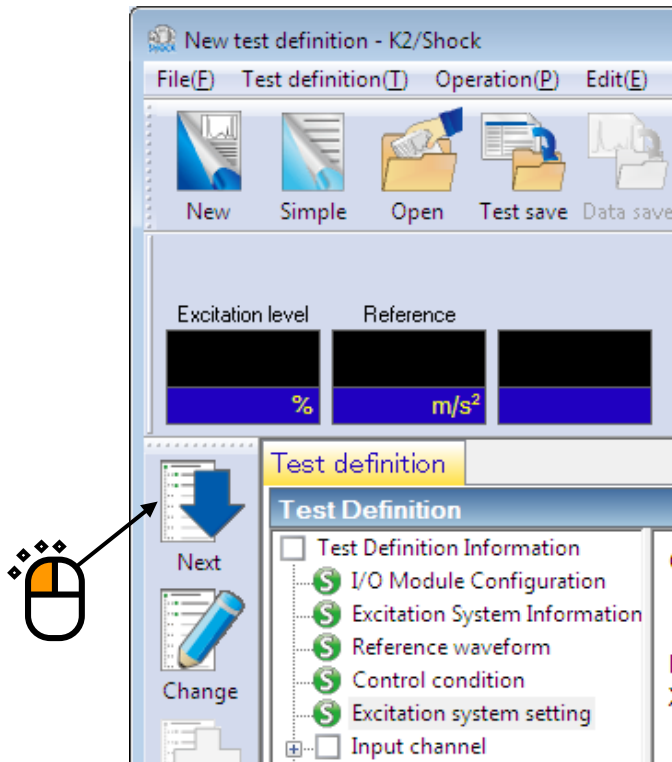 New test definition - K2/Shock
File(F) Test definition(T) Operation(P) Edit(E)
New Simple Open Test save Data save
Excitation level Reference
% m/s²
Test definition
Test Definition
Next
Test Definition Information
I/O Module Configuration
Excitation System Information
Reference waveform
Control condition
Change
Excitation system setting
Input channel